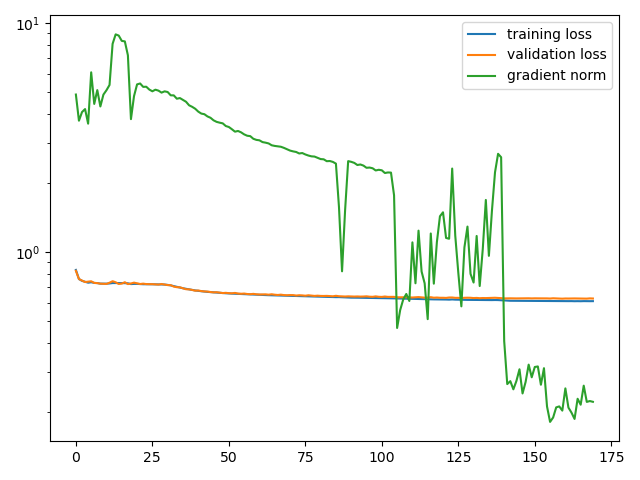 10¹
10⁰
training loss
validation loss
gradient norm
0 25 50 75 100 125 150 175